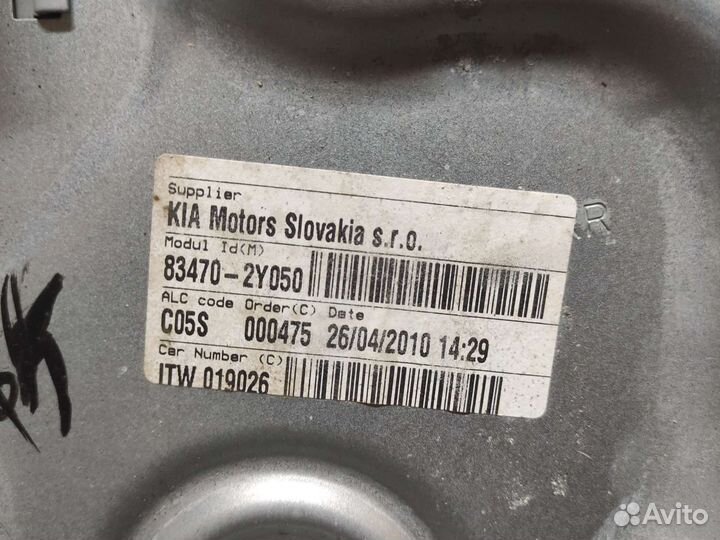 Supplier
KIA Motors Slovakia s.r.o.
Modul Id(M)
83470-2Y050
ALC code Order(C) Date
C05S 000475 26/04/2010 14:29
Car Number (C)
ITW 019026
Avito